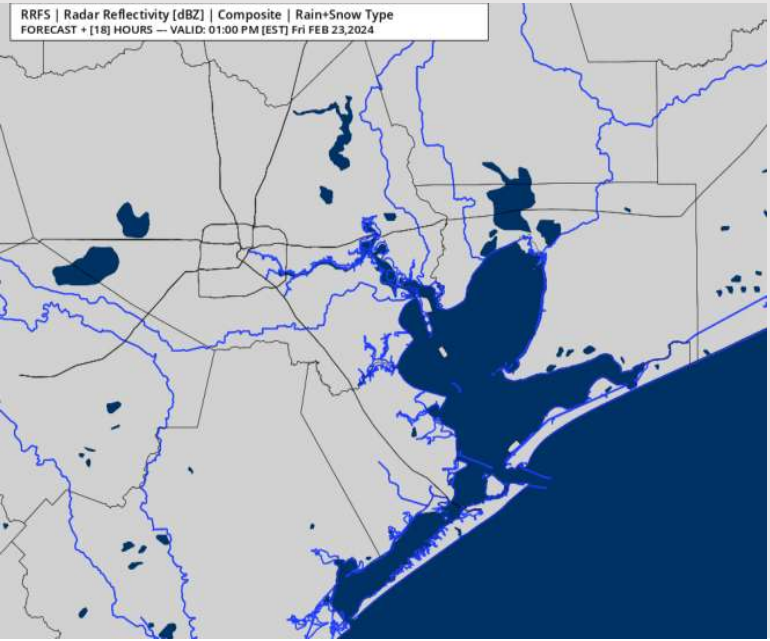 RRFS | Radar Reflectivity [dBZ] | Composite | Rain+Snow Type
FORECAST + [18] HOURS --- VALID: 01:00 PM [EST] Fri FEB 23,2024